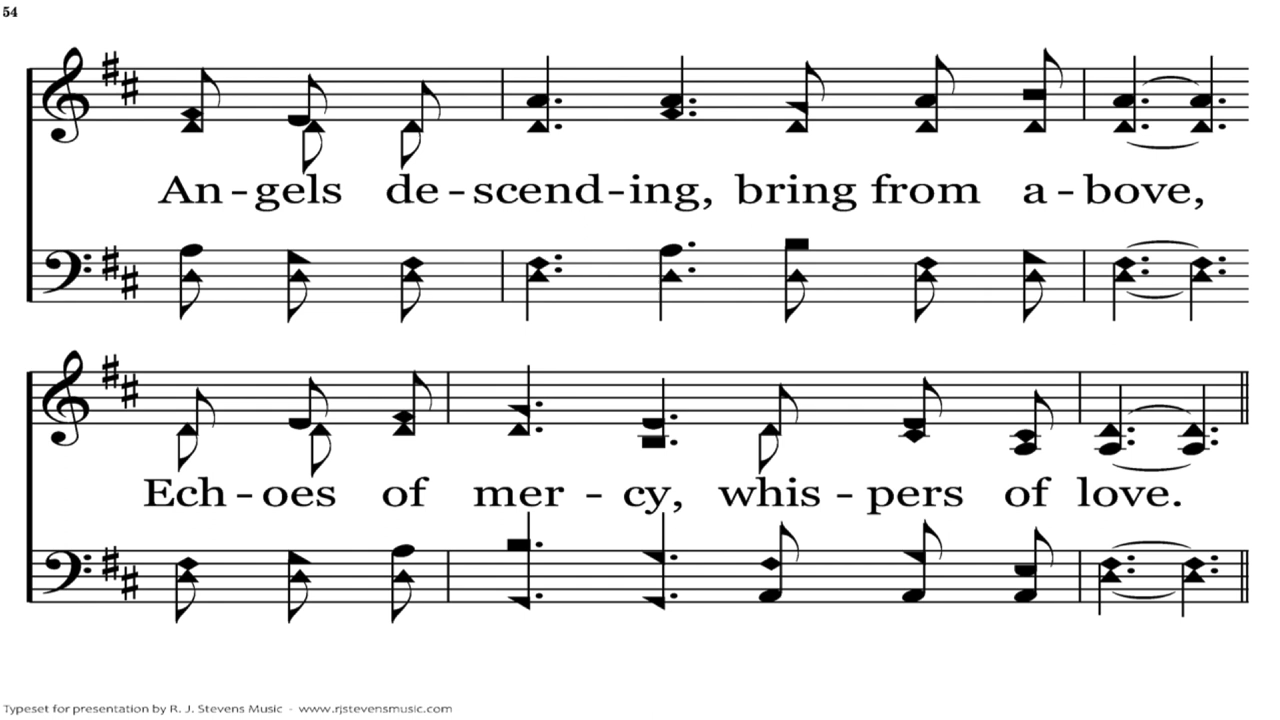 54
An - gels de - scend - ing, bring from a - bove,
Ech - oes of mer - cy, whis - pers of love.
Typeset for presentation by R. J. Stevens Music - www.rjstevensmusic.com